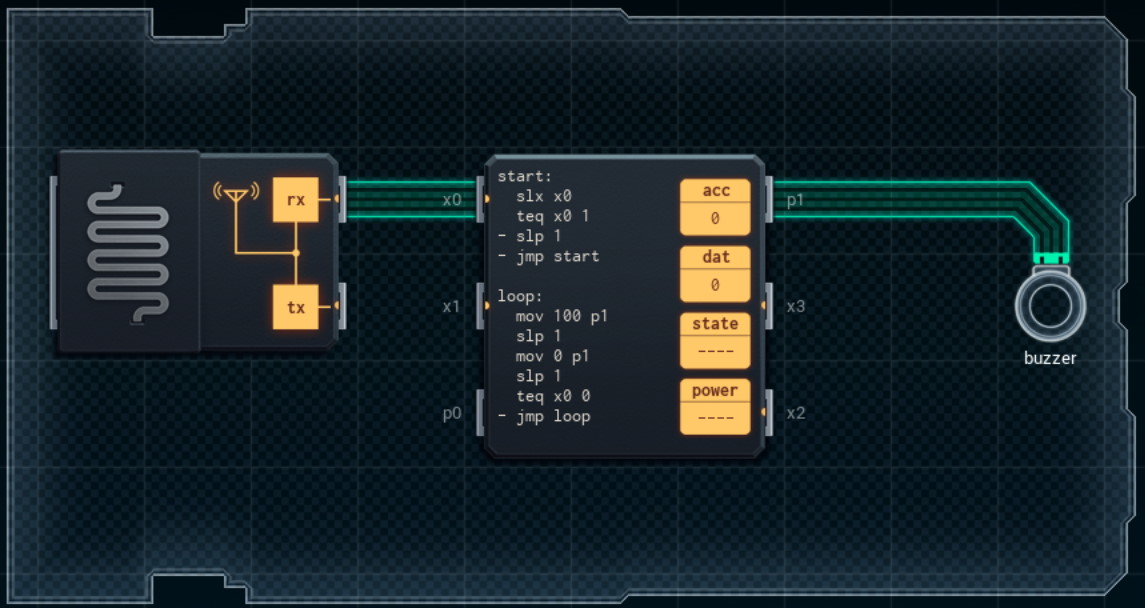 rx
tx
x0
x1
p0
start:
slx x0
teq x0 1
- slp 1
- jmp start
loop:
mov 100 p1
slp 1
mov 0 p1
slp 1
teq x0 0
- jmp loop
acc
0
dat
0
state
----
power
----
p1
x3
x2
buzzer